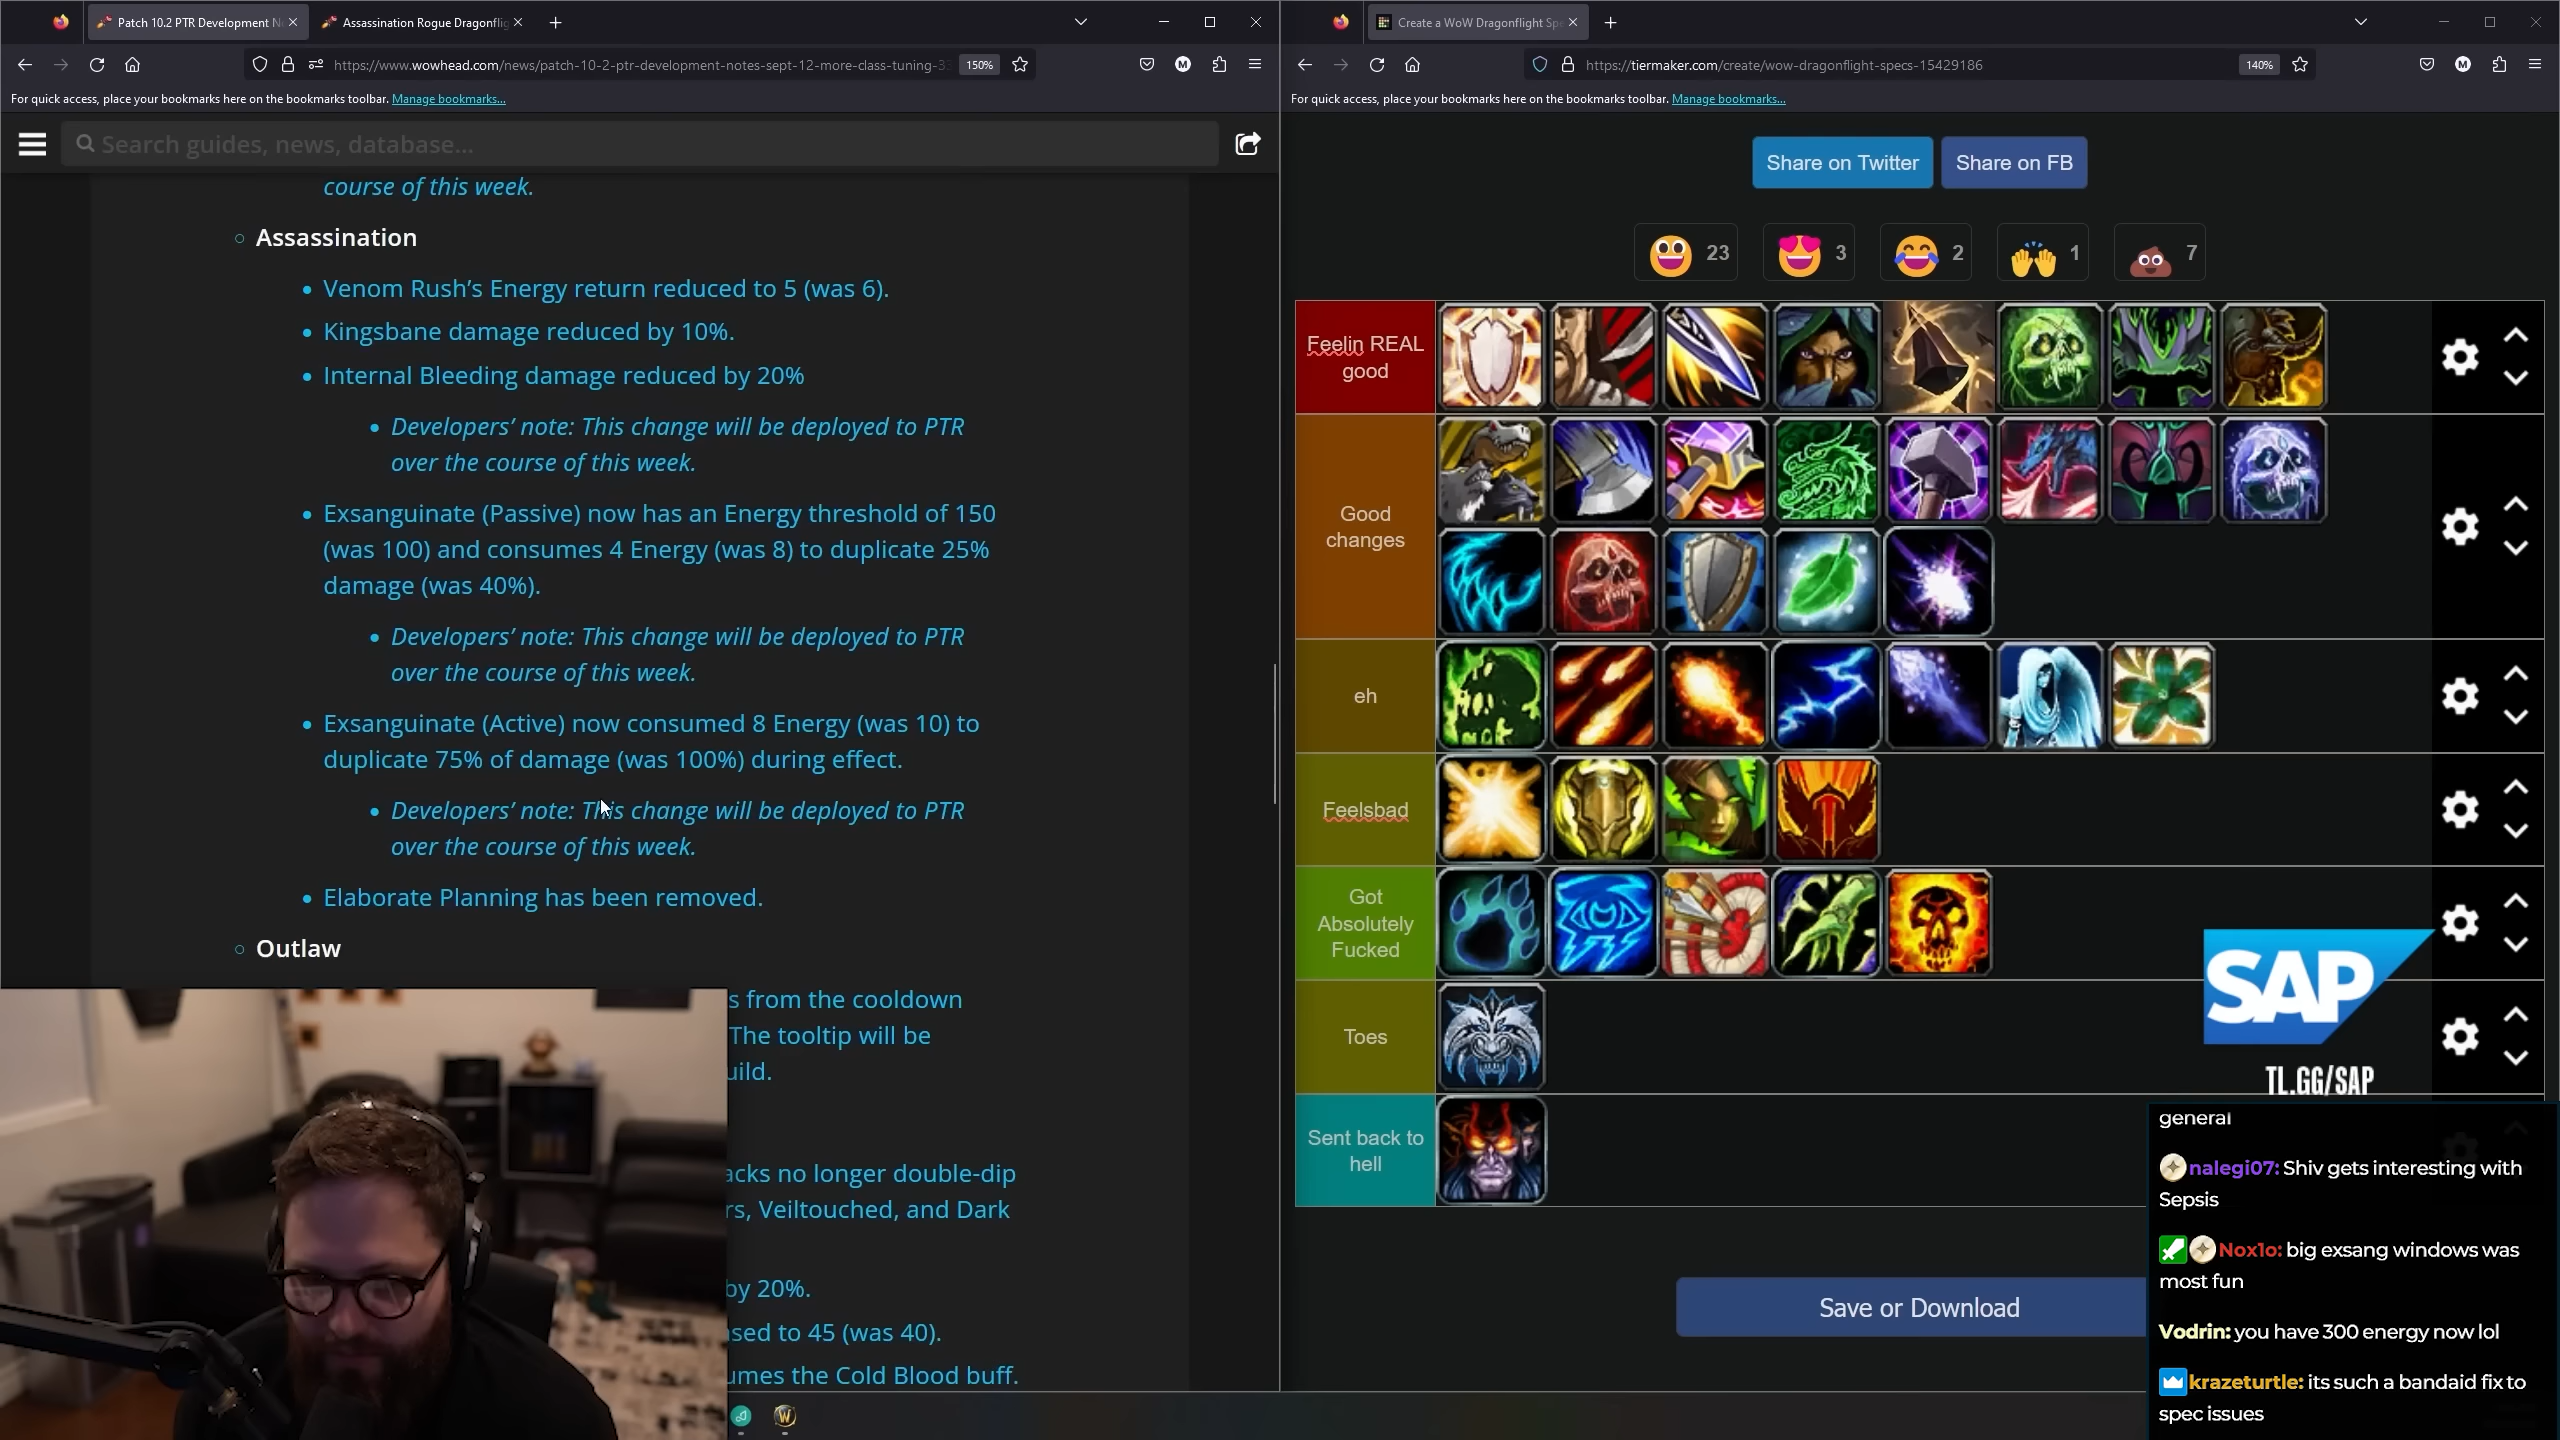 Patch 10.2 PTR Development N
Assassination Rogue Dragonflig
https://www.wowhead.com/news/patch-10-2-ptr-development-notes-sept-12-more-class-tuning-33
150%
For quick access, place your bookmarks here on the bookmarks toolbar. Manage bookmarks...
Search guides, news, database...
course of this week.
Assassination
Venom Rush’s Energy return reduced to 5 (was 6).
Kingsbane damage reduced by 10%.
Internal Bleeding damage reduced by 20%
Developers’ note: This change will be deployed to PTR
over the course of this week.
Exsanguinate (Passive) now has an Energy threshold of 150
(was 100) and consumes 4 Energy (was 8) to duplicate 25%
damage (was 40%).
Developers’ note: This change will be deployed to PTR
over the course of this week.
Exsanguinate (Active) now consumed 8 Energy (was 10) to
duplicate 75% of damage (was 100%) during effect.
Developers’ note: This change will be deployed to PTR
over the course of this week.
Elaborate Planning has been removed.
Outlaw
s from the cooldown
The tooltip will be
uild.
acks no longer double-dip
rs, Veiltouched, and Dark
by 20%.
sed to 45 (was 40).
umes the Cold Blood buff.
Create a WoW Dragonflight Spe
https://tiermaker.com/create/wow-dragonflight-specs-15429186
140%
For quick access, place your bookmarks here on the bookmarks toolbar. Manage bookmarks...
Share on Twitter
Share on FB
23
3
2
1
7
Feelin REAL
good
Good
changes
eh
Feelsbad
Got
Absolutely
Fucked
Toes
Sent back to
hell
SAP
TL.GG/SAP
Save or Download
general
nalegi07: Shiv gets interesting with
Sepsis
Nox1o: big exsang windows was
most fun
Vodrin: you have 300 energy now lol
krazeturtle: its such a bandaid fix to
spec issues